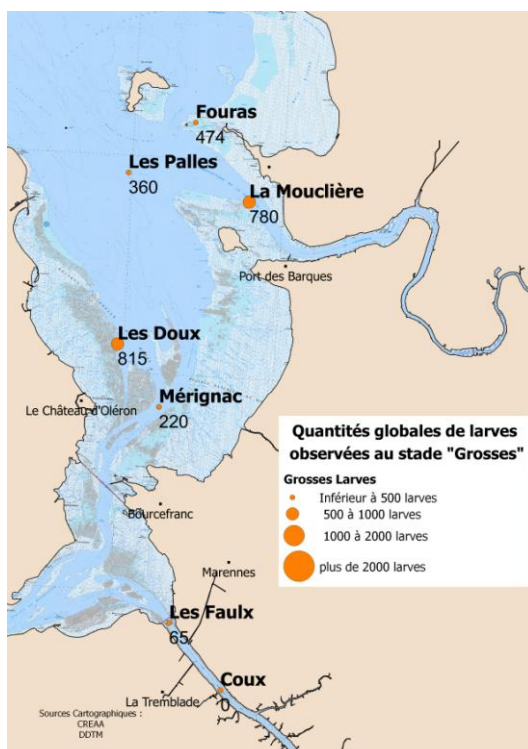 Fouras
474
Les Palles
360
La Mouclière
780
Port des Barques
Les Doux
815
Mérignac
Le Château d'Oléron
220
Quantités globales de larves
observées au stade "Grosses"
Grosses Larves
Inférieur à 500 larves
500 à 1000 larves
1000 à 2000 larves
plus de 2000 larves
Bourcefranc
Marennes
Les Faulx
65
Coux
0
La Tremblade
Sources Cartographiques :
CREAA
DDTM